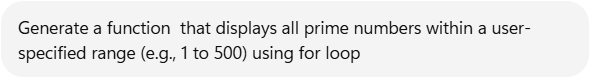 Generate a function  that displays all prime numbers within a user-
specified range (e.g., 1 to 500) using for loop